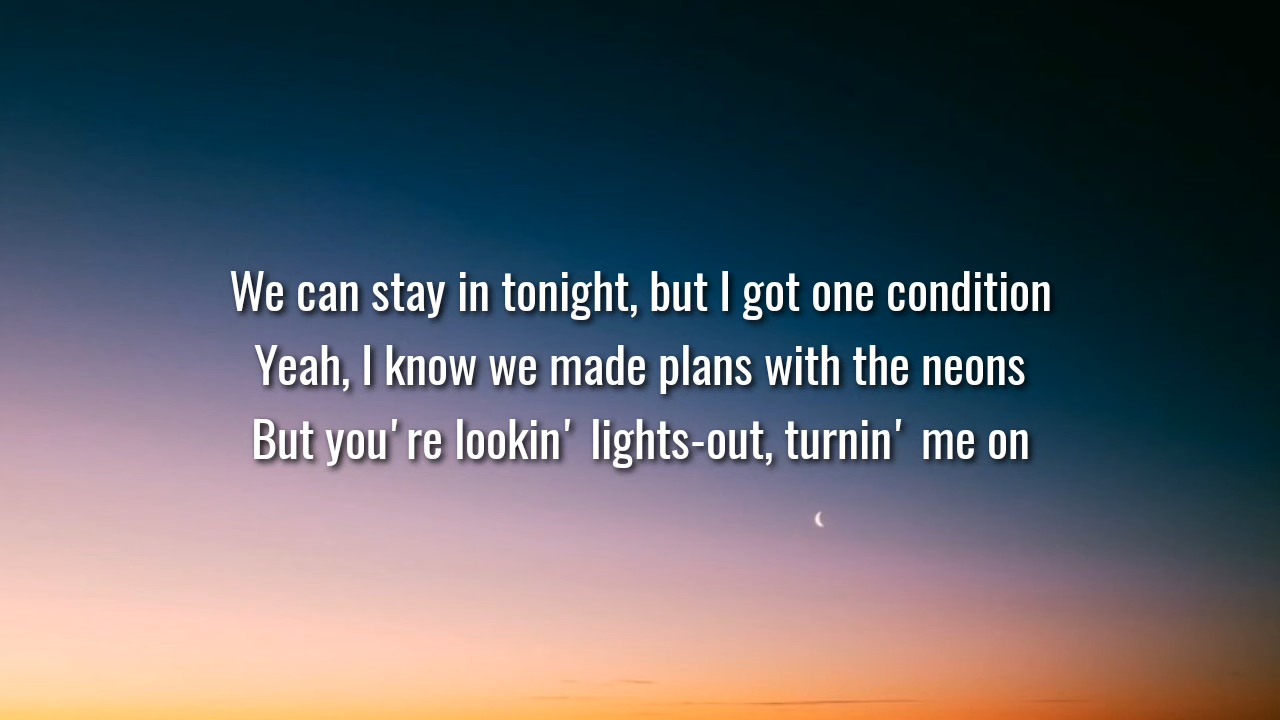 We can stay in tonight, but I got one condition
Yeah, I know we made plans with the neons
But you're lookin' lights-out, turnin' me on